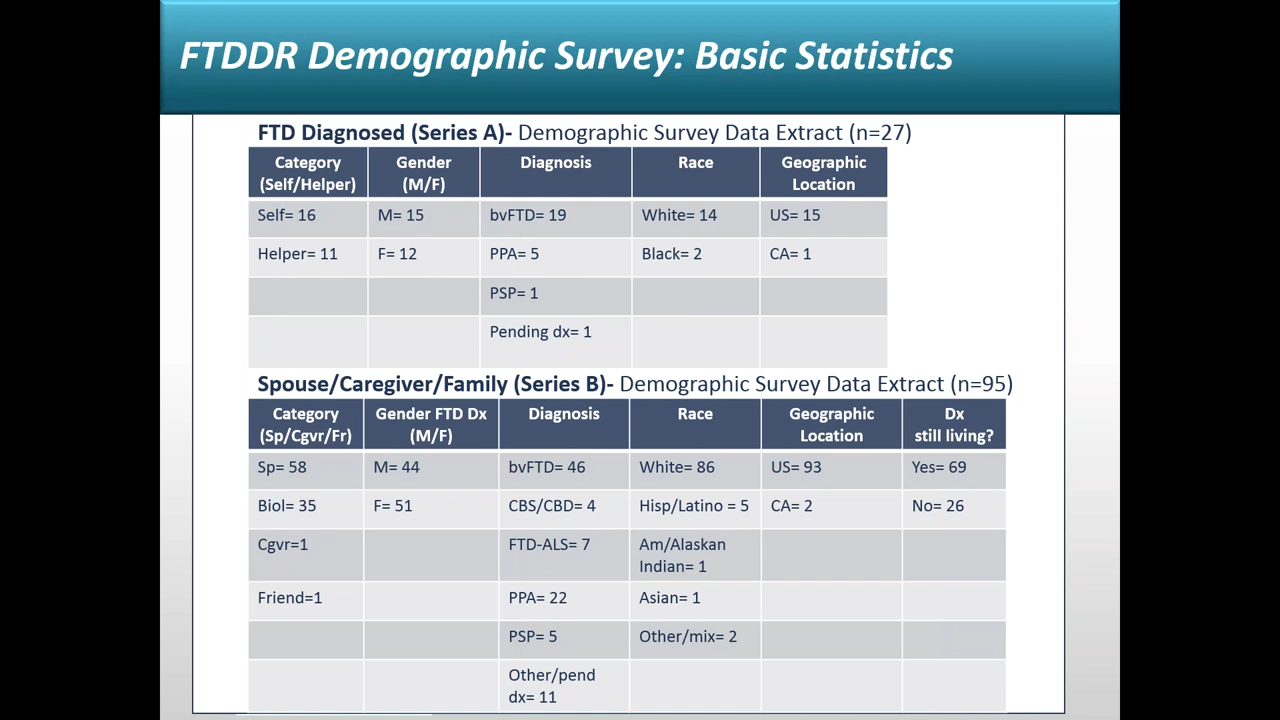 FTDDR Demographic Survey: Basic Statistics
FTD Diagnosed (Series A)- Demographic Survey Data Extract (n=27)
Category (Self/Helper) Gender (M/F) Diagnosis Race Geographic Location
Self= 16 M= 15 bvFTD= 19 White= 14 US= 15
Helper= 11 F= 12 PPA= 5 Black= 2 CA= 1
PSP= 1
Pending dx= 1
Spouse/Caregiver/Family (Series B)- Demographic Survey Data Extract (n=95)
Category (Sp/Cgvr/Fr) Gender FTD Dx (M/F) Diagnosis Race Geographic Location Dx still living?
Sp= 58 M= 44 bvFTD= 46 White= 86 US= 93 Yes= 69
Biol= 35 F= 51 CBS/CBD= 4 Hisp/Latino = 5 CA= 2 No= 26
Cgvr=1 FTD-ALS= 7 Am/Alaskan Indian= 1
Friend=1 PPA= 22 Asian= 1
PSP= 5 Other/mix= 2
Other/pend dx= 11